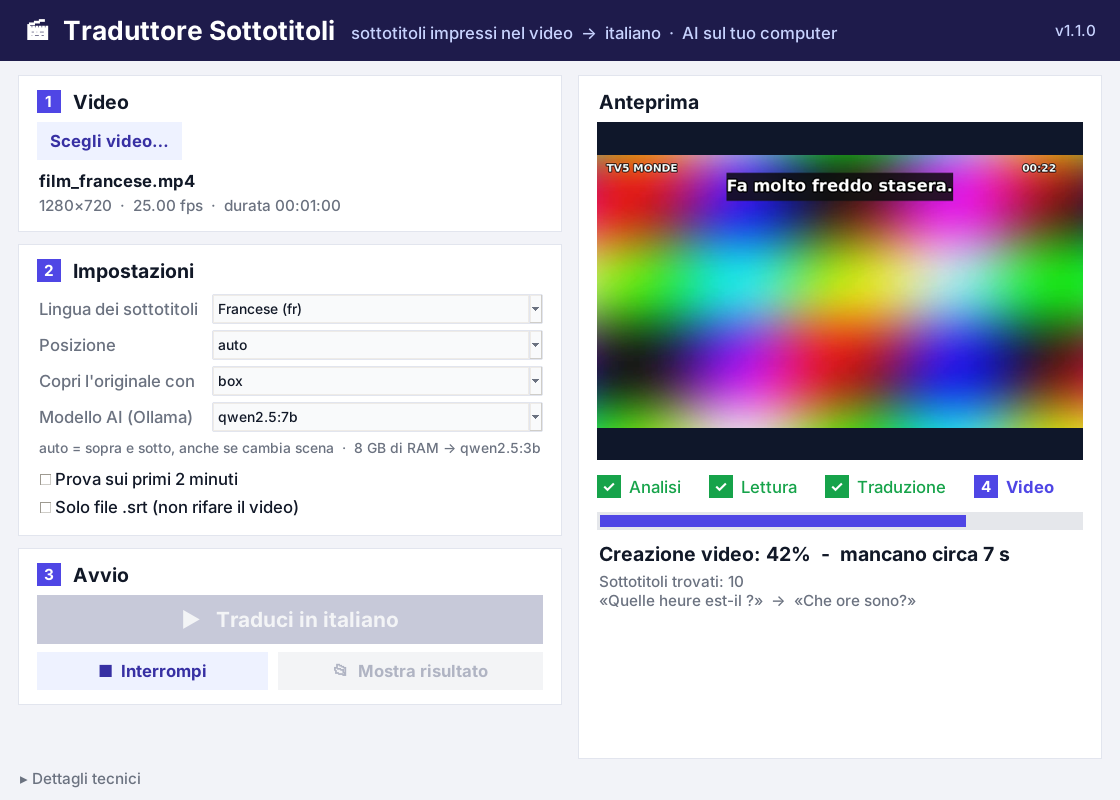 Traduttore Sottotitoli sottotitoli impressi nel video → italiano · AI sul tuo computer v1.1.0
1 Video
Scegli video...
film_francese.mp4
1280×720 · 25.00 fps · durata 00:01:00
2 Impostazioni
Lingua dei sottotitoli Francese (fr)
Posizione auto
Copri l'originale con box
Modello AI (Ollama) qwen2.5:7b
auto = sopra e sotto, anche se cambia scena · 8 GB di RAM → qwen2.5:3b
Prova sui primi 2 minuti
Solo file .srt (non rifare il video)
3 Avvio
▶ Traduci in italiano
■ Interrompi Mostra risultato
▸ Dettagli tecnici
Anteprima
TV5 MONDE 00:22
Fa molto freddo stasera.
✓ Analisi ✓ Lettura ✓ Traduzione 4 Video
Creazione video: 42% - mancano circa 7 s
Sottotitoli trovati: 10
«Quelle heure est-il ?» → «Che ore sono?»